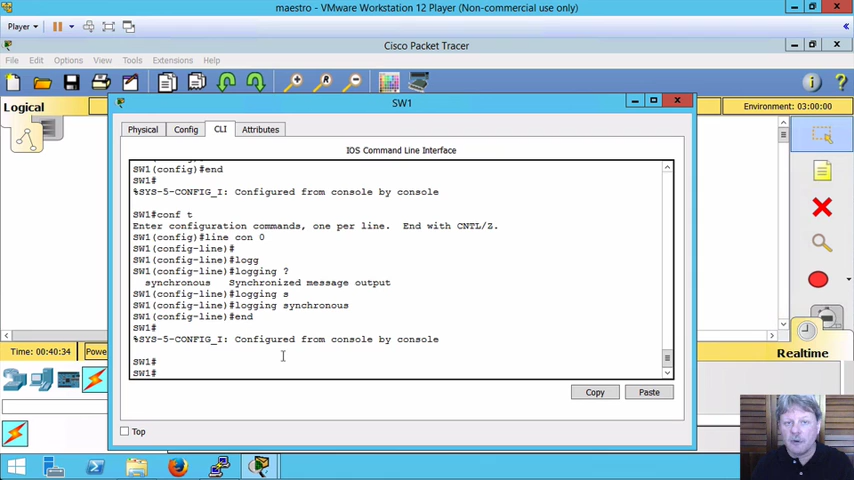 maestro - VMware Workstation 12 Player (Non-commercial use only)
Player
Cisco Packet Tracer
File Edit Options View Tools Extensions Help
Logical
Environment: 03:00:00
SW1
Physical Config CLI Attributes
IOS Command Line Interface
SW1(config)#end
SW1#
%SYS-5-CONFIG_I: Configured from console by console
SW1#conf t
Enter configuration commands, one per line. End with CNTL/Z.
SW1(config)#line con 0
SW1(config-line)#
SW1(config-line)#logg
SW1(config-line)#logging ?
synchronous Synchronized message output
SW1(config-line)#logging s
SW1(config-line)#logging synchronous
SW1(config-line)#end
SW1#
%SYS-5-CONFIG_I: Configured from console by console
SW1#
SW1#
Copy Paste
Top
Time: 00:40:34
Realtime